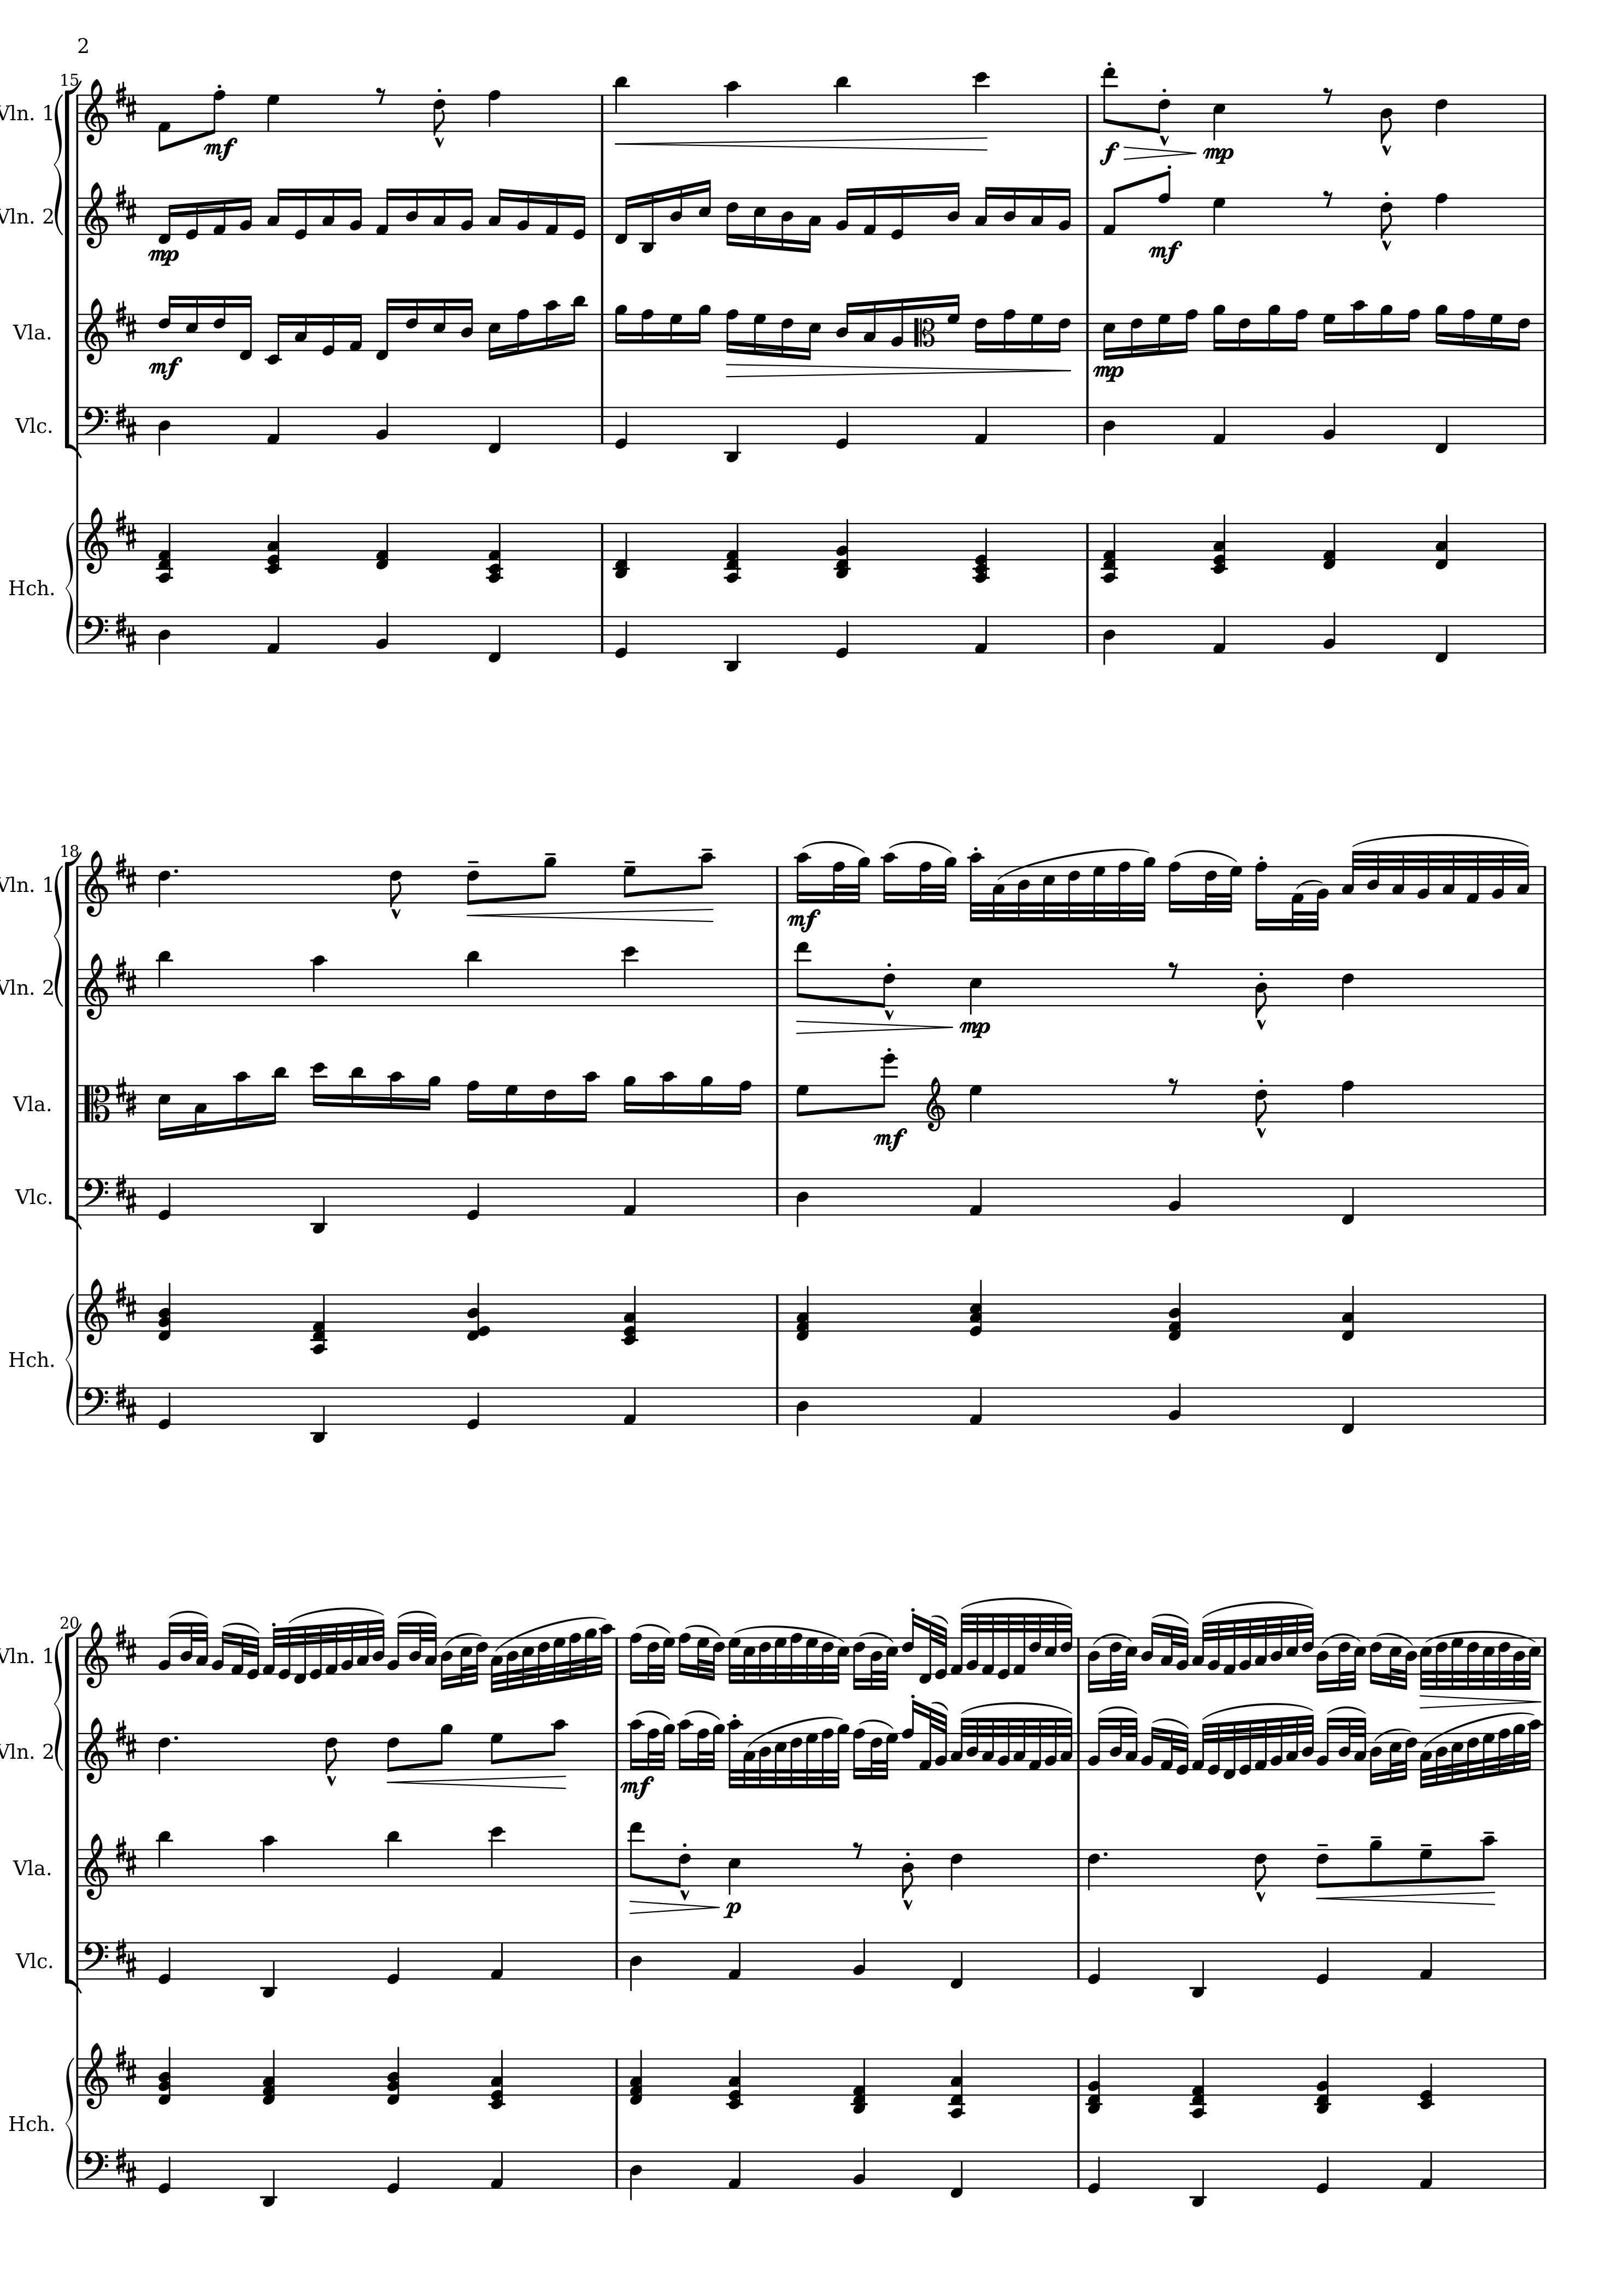 2
15
Vln. 1
mf
f
mp
Vln. 2
mp
mf
Vla.
mf
mp
Vlc.
Hch.
18
Vln. 1
mf
Vln. 2
mp
Vla.
mf
Vlc.
Hch.
20
Vln. 1
Vln. 2
mf
Vla.
p
Vlc.
Hch.